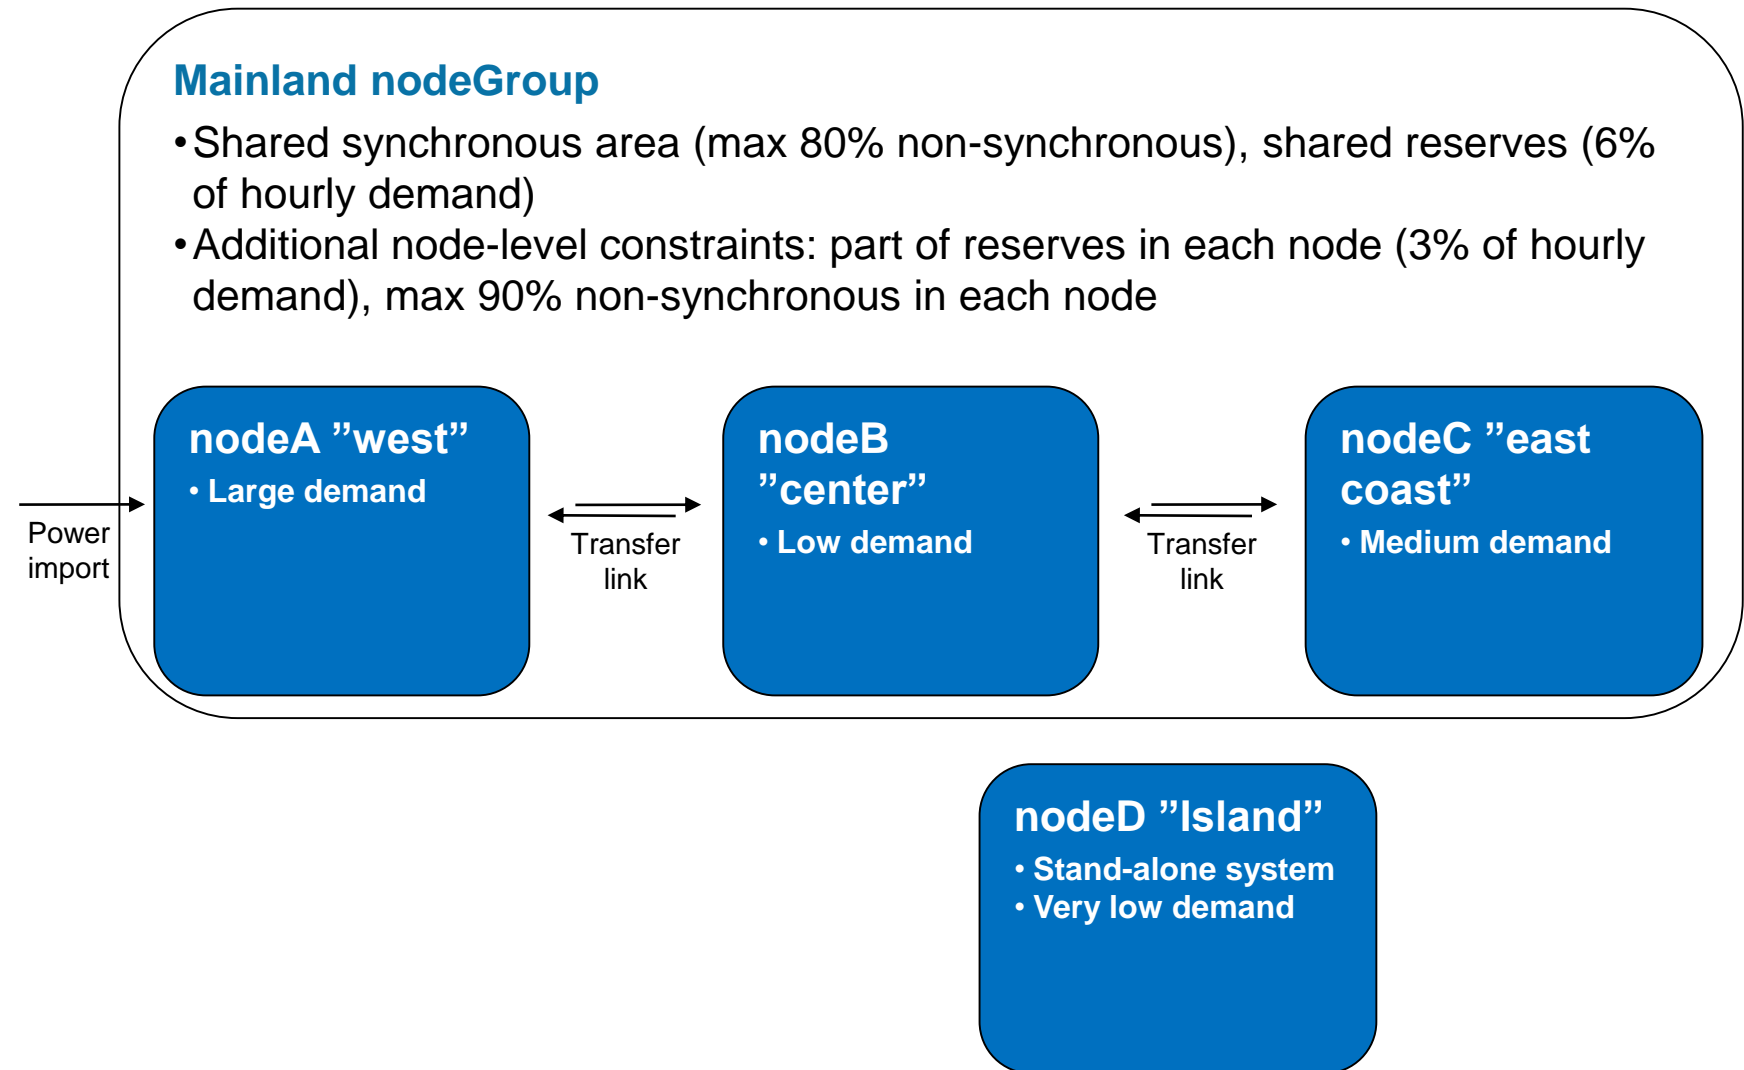 Mainland nodeGroup
•Shared synchronous area (max 80% non-synchronous), shared reserves (6%
of hourly demand)
•Additional node-level constraints: part of reserves in each node (3% of hourly
demand), max 90% non-synchronous in each node
Power
import
nodeA ”west”
• Large demand
Transfer
link
nodeB
”center”
• Low demand
Transfer
link
nodeC ”east
coast”
• Medium demand
nodeD ”Island”
• Stand-alone system
• Very low demand